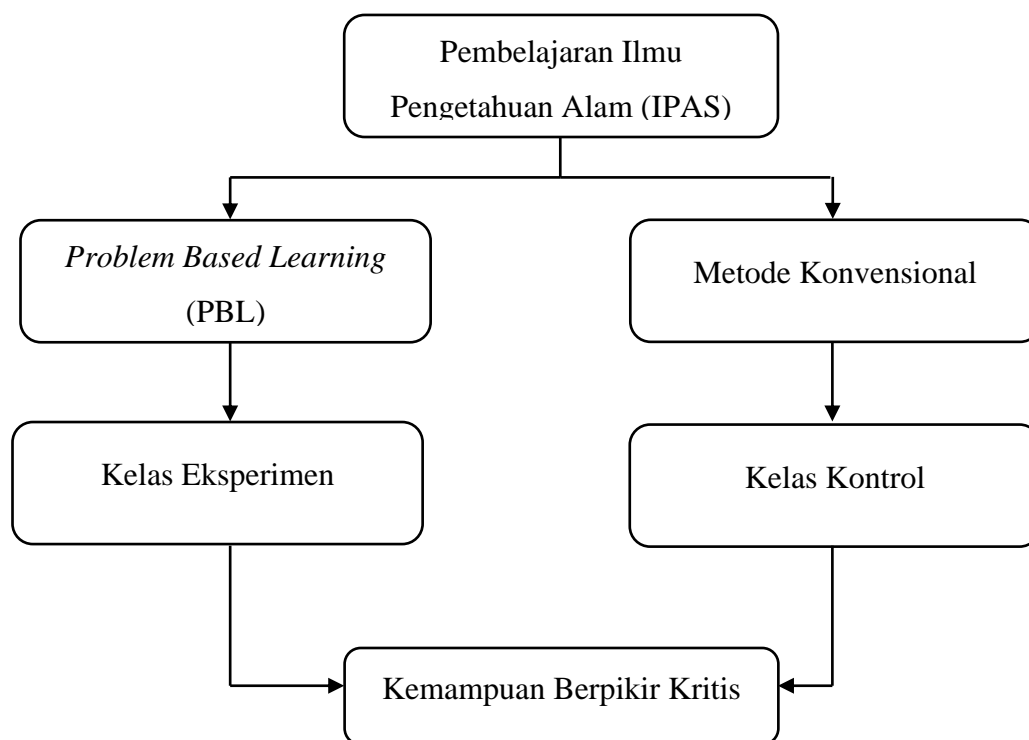 Pembelajaran Ilmu
Pengetahuan Alam (IPAS)
Problem Based Learning
(PBL)
Metode Konvensional
Kelas Eksperimen
Kelas Kontrol
Kemampuan Berpikir Kritis